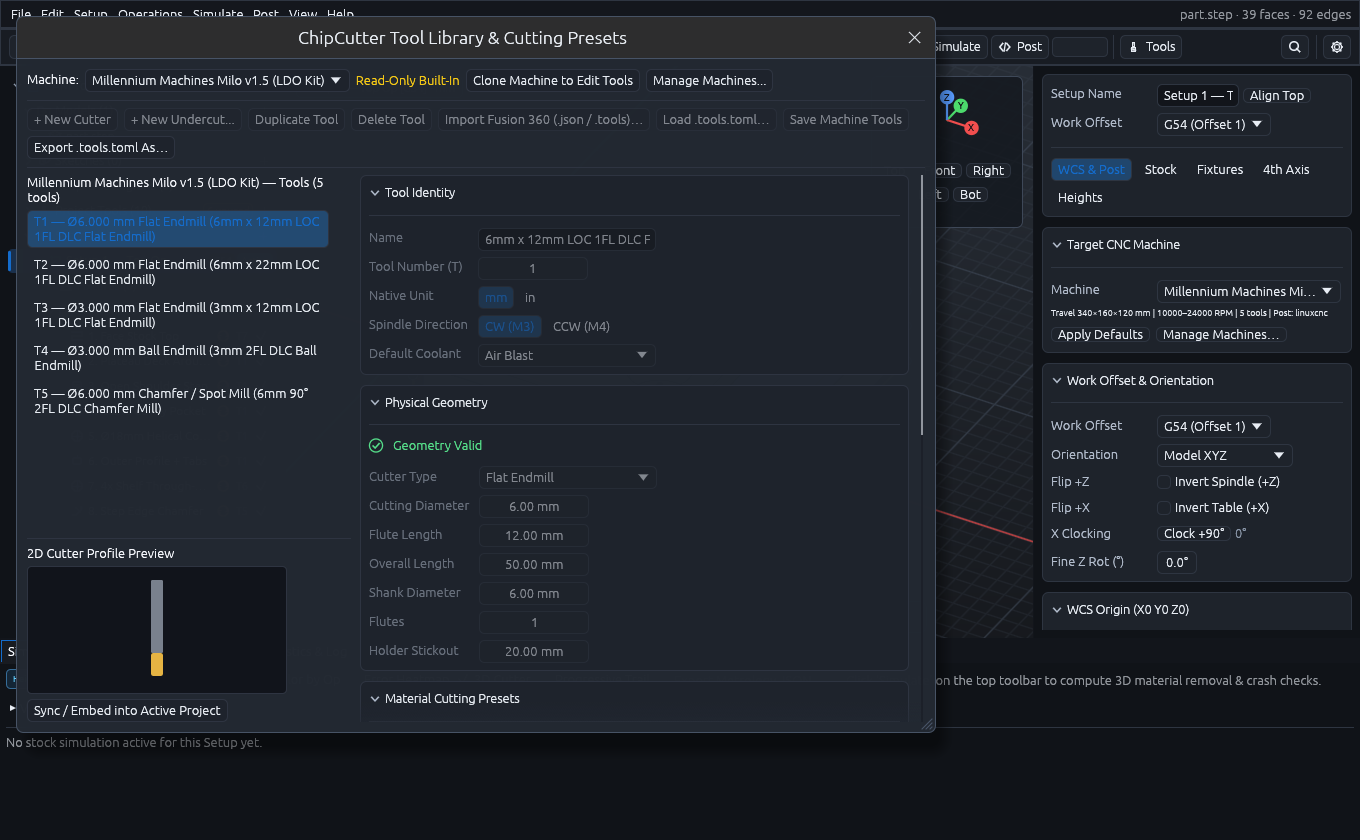 File Edit Setup Operations Simulate Post View Help
part.step · 39 faces · 92 edges
ChipCutter Tool Library & Cutting Presets
Simulate
Post
Tools
Machine:
Millennium Machines Milo v1.5 (LDO Kit)
Read-Only Built-In
Clone Machine to Edit Tools
Manage Machines...
+ New Cutter
+ New Undercut...
Duplicate Tool
Delete Tool
Import Fusion 360 (.json / .tools)...
Load .tools.toml...
Save Machine Tools
Export .tools.toml As...
Millennium Machines Milo v1.5 (LDO Kit) — Tools (5
tools)
T1 — Ø6.000 mm Flat Endmill (6mm x 12mm LOC
1FL DLC Flat Endmill)
T2 — Ø6.000 mm Flat Endmill (6mm x 22mm LOC
1FL DLC Flat Endmill)
T3 — Ø3.000 mm Flat Endmill (3mm x 12mm LOC
1FL DLC Flat Endmill)
T4 — Ø3.000 mm Ball Endmill (3mm 2FL DLC Ball
Endmill)
T5 — Ø6.000 mm Chamfer / Spot Mill (6mm 90°
2FL DLC Chamfer Mill)
2D Cutter Profile Preview
Sync / Embed into Active Project
Tool Identity
Name
6mm x 12mm LOC 1FL DLC F
Tool Number (T)
1
Native Unit
mm in
Spindle Direction
CW (M3) CCW (M4)
Default Coolant
Air Blast
Physical Geometry
Geometry Valid
Cutter Type
Flat Endmill
Cutting Diameter
6.00 mm
Flute Length
12.00 mm
Overall Length
50.00 mm
Shank Diameter
6.00 mm
Flutes
1
Holder Stickout
20.00 mm
Material Cutting Presets
Z
Y
X
ont Right
ft Bot
Setup Name
Setup 1 — T
Align Top
Work Offset
G54 (Offset 1)
WCS & Post Stock Fixtures 4th Axis
Heights
Target CNC Machine
Machine
Millennium Machines Mi...
Travel 340×160×120 mm | 10000–24000 RPM | 5 tools | Post: linuxcnc
Apply Defaults
Manage Machines...
Work Offset & Orientation
Work Offset
G54 (Offset 1)
Orientation
Model XYZ
Flip +Z
Invert Spindle (+Z)
Flip +X
Invert Table (+X)
X Clocking
Clock +90° 0°
Fine Z Rot (°)
0.0°
WCS Origin (X0 Y0 Z0)
on the top toolbar to compute 3D material removal & crash checks.
No stock simulation active for this Setup yet.